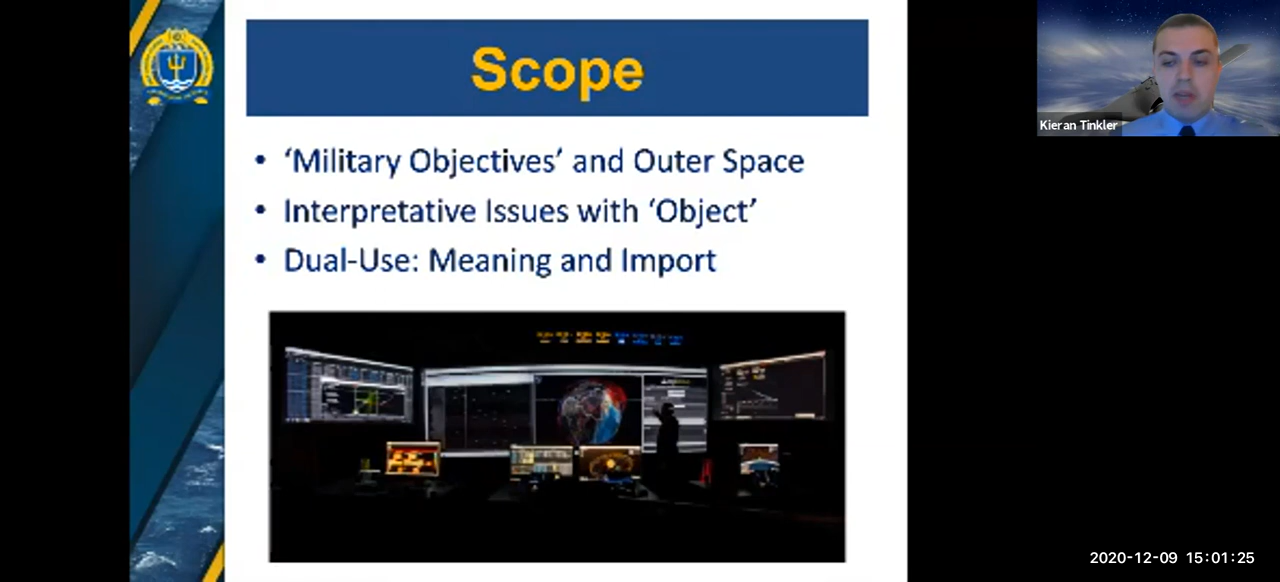 Scope
• ‘Military Objectives’ and Outer Space
• Interpretative Issues with ‘Object’
• Dual-Use: Meaning and Import
Kieran Tinkler
2020-12-09 15:01:25